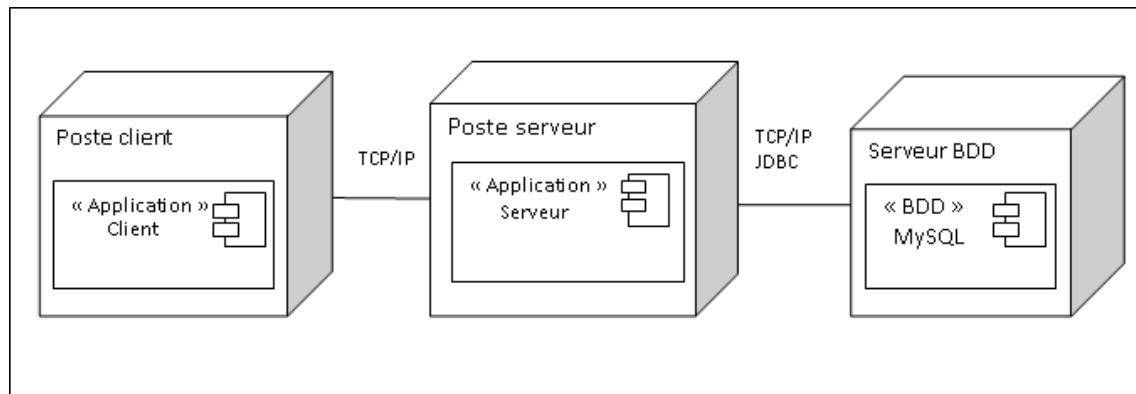 Poste client
« Application »
Client
TCP/IP
Poste serveur
« Application »
Serveur
TCP/IP
JDBC
Serveur BDD
« BDD »
MySQL